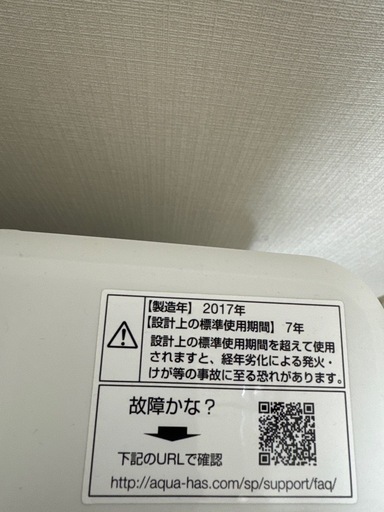 【製造年】 2017年
【設計上の標準使用期間】 7年
設計上の標準使用期間を超えて使用
されますと、経年劣化による発火・
けが等の事故に至る恐れがあります。
故障かな?
下記のURLで確認
http://aqua-has.com/sp/support/faq/